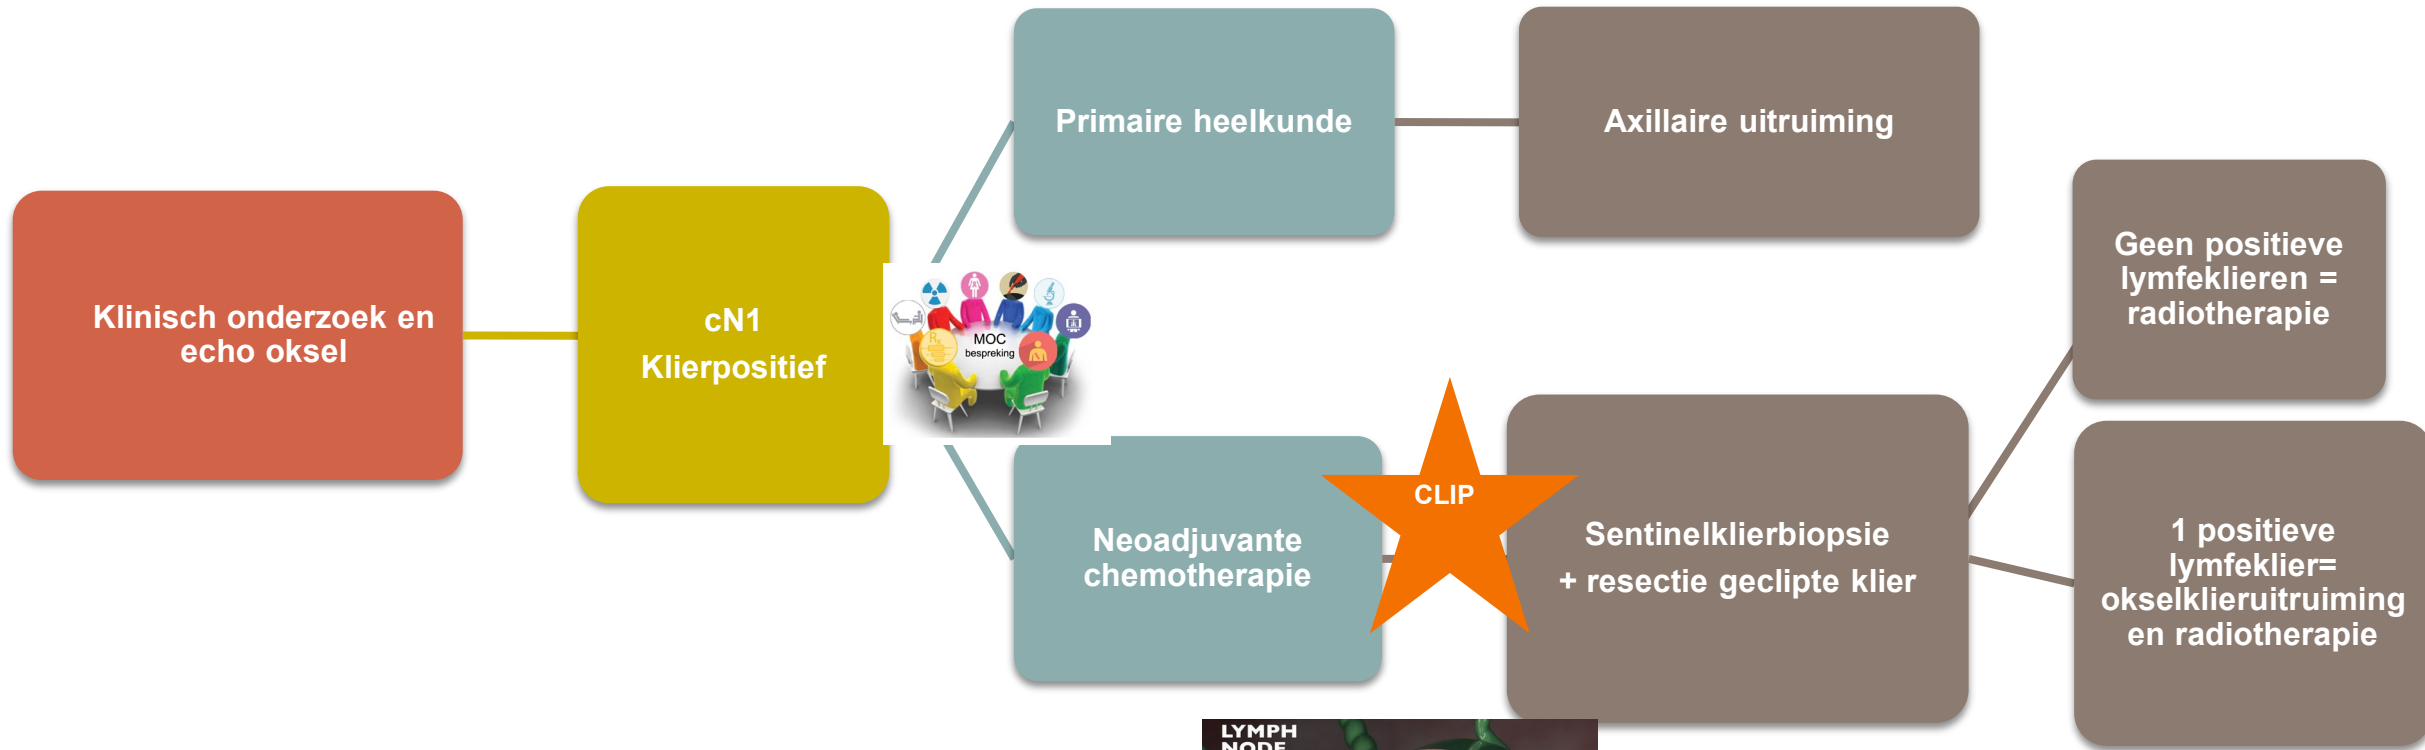 Klinisch onderzoek en
echo oksel
cN1
Klierpositief
MOC
bespreking
Primaire heelkunde
Axillaire uitruiming
Neoadjuvante
chemotherapie
CLIP
Sentinelklierbiopsie
+ resectie geclipte klier
Geen positieve
lymfeklieren =
radiotherapie
1 positieve
lymfeklier=
okselklieruitruiming
en radiotherapie
LYMPH
NODE